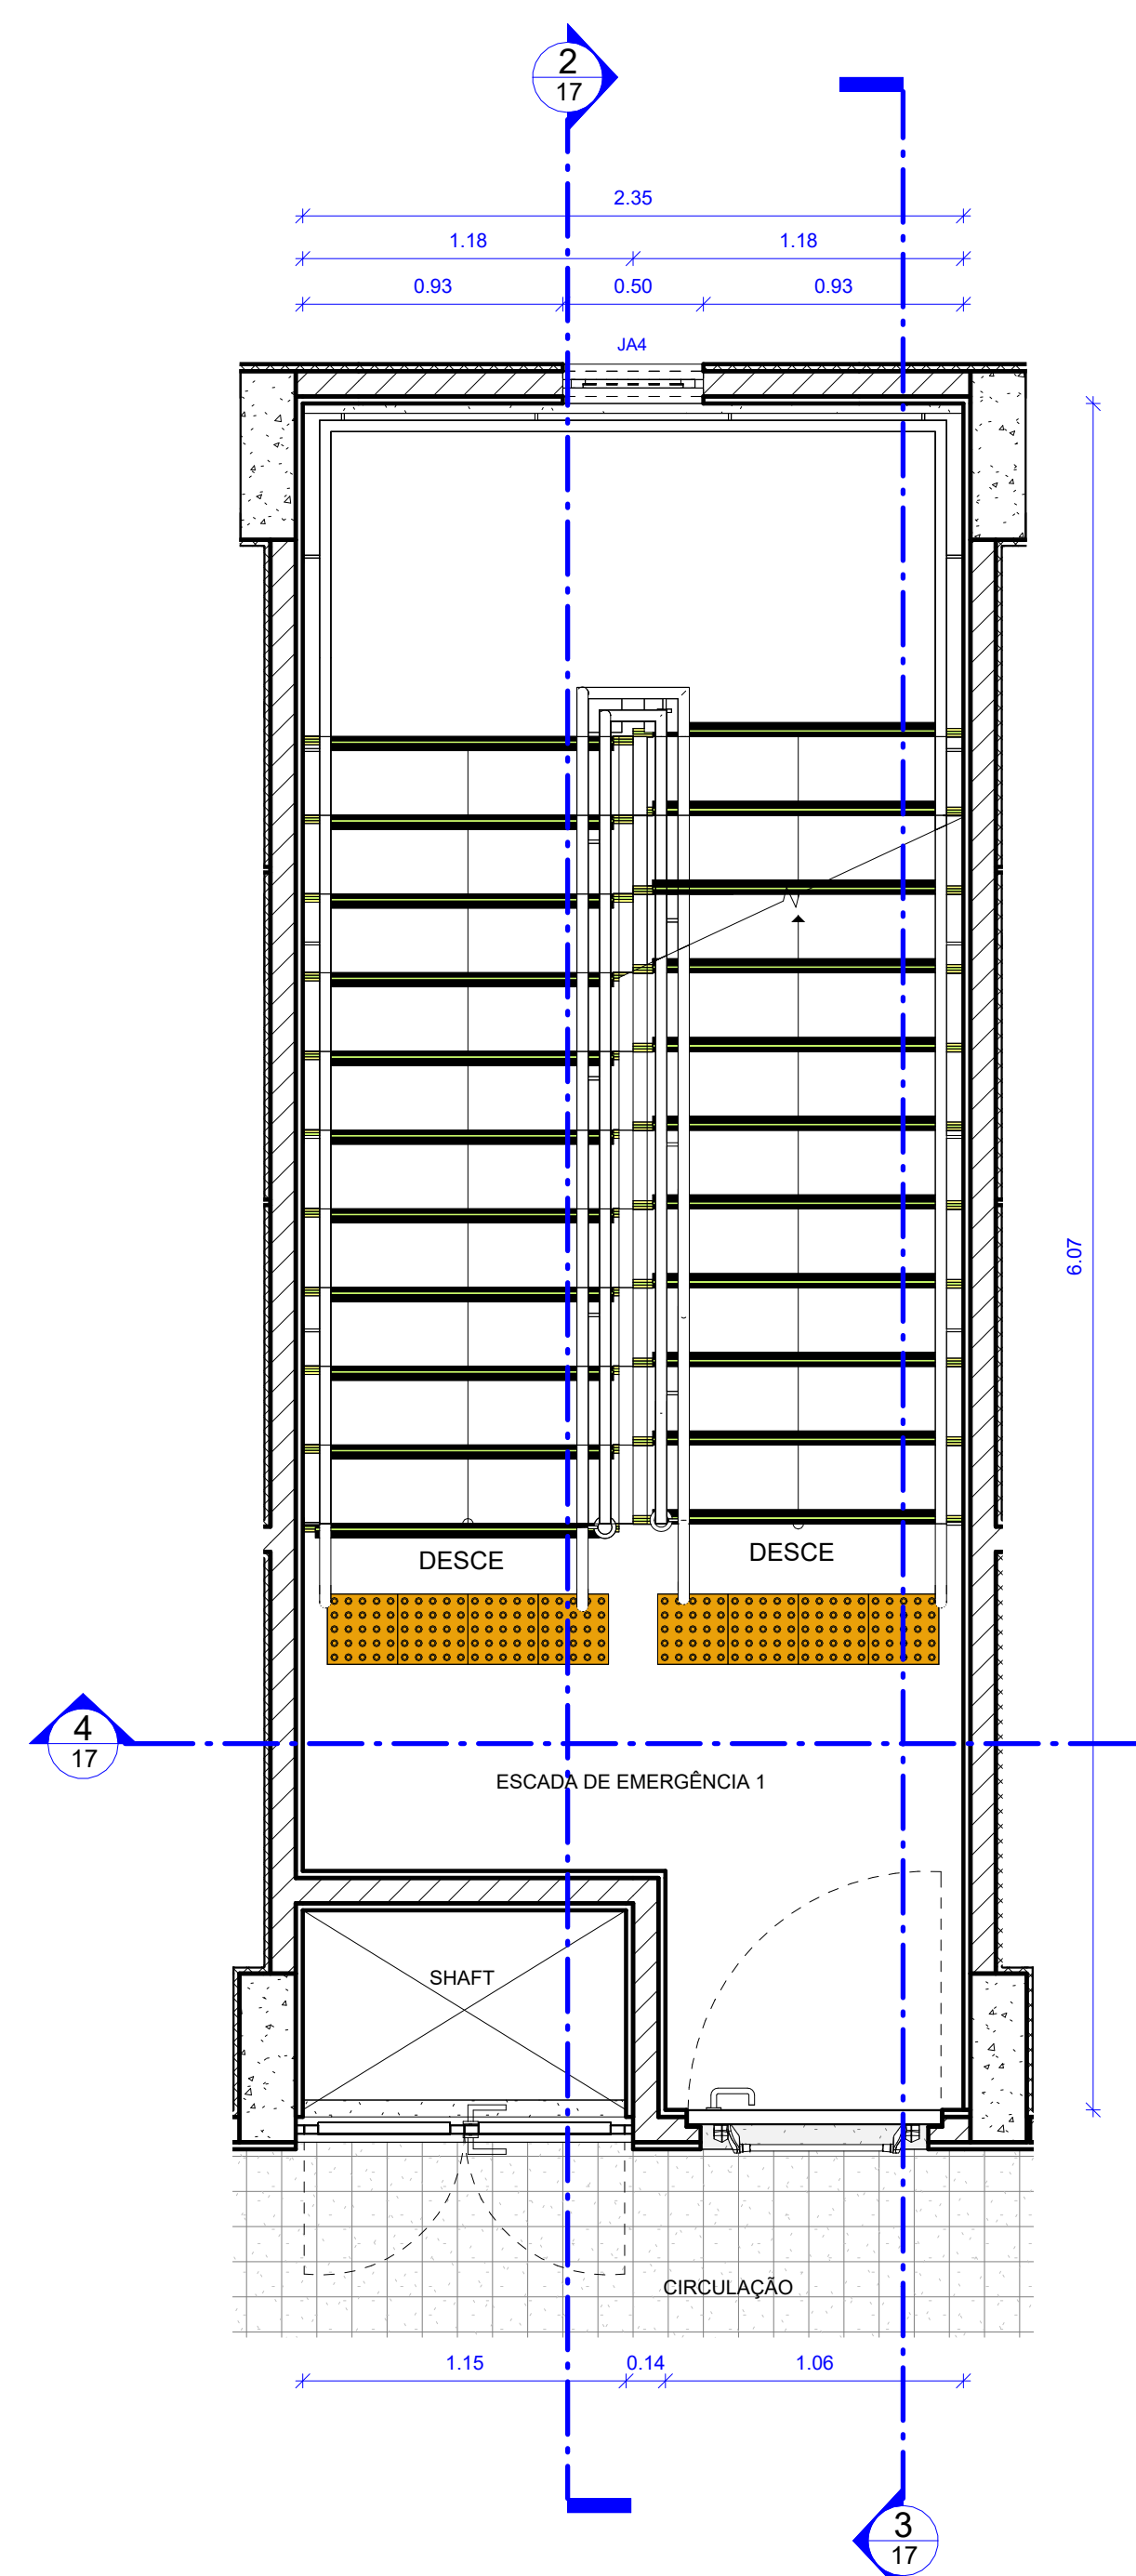 2
17
2.35
1.18 1.18
0.93 0.50 0.93
JA4
6.07
DESCE DESCE
4
17
ESCADA DE EMERGÊNCIA 1
SHAFT
CIRCULAÇÃO
1.15 0.14 1.06
3
17